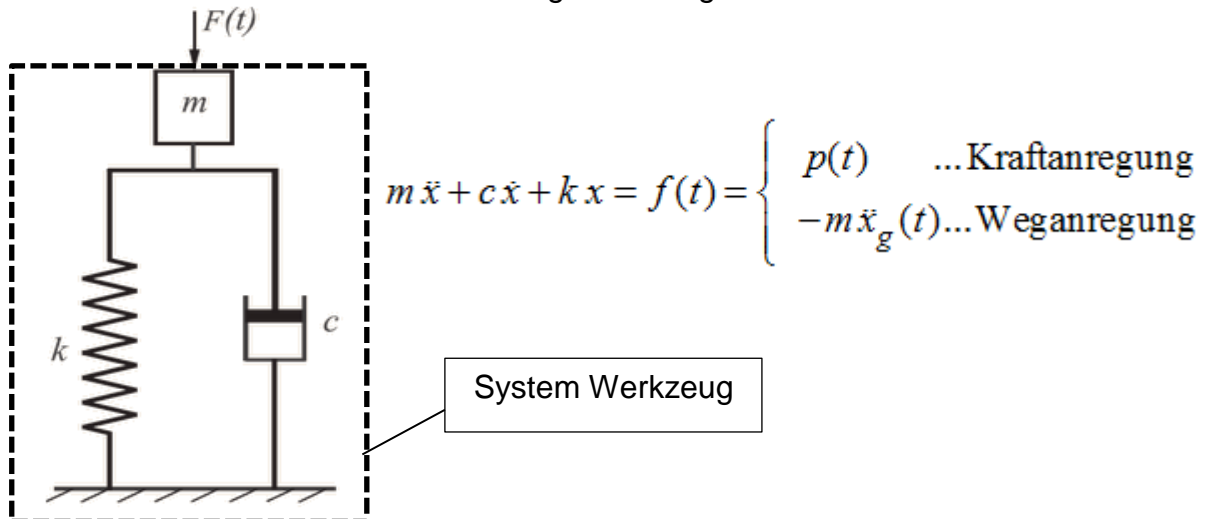 F(t)
m
m ẍ + c ẋ + k x = f(t) = { p(t) ...Kraftanregung
−m ẍ_g (t)...Weganregung
k
c
System Werkzeug